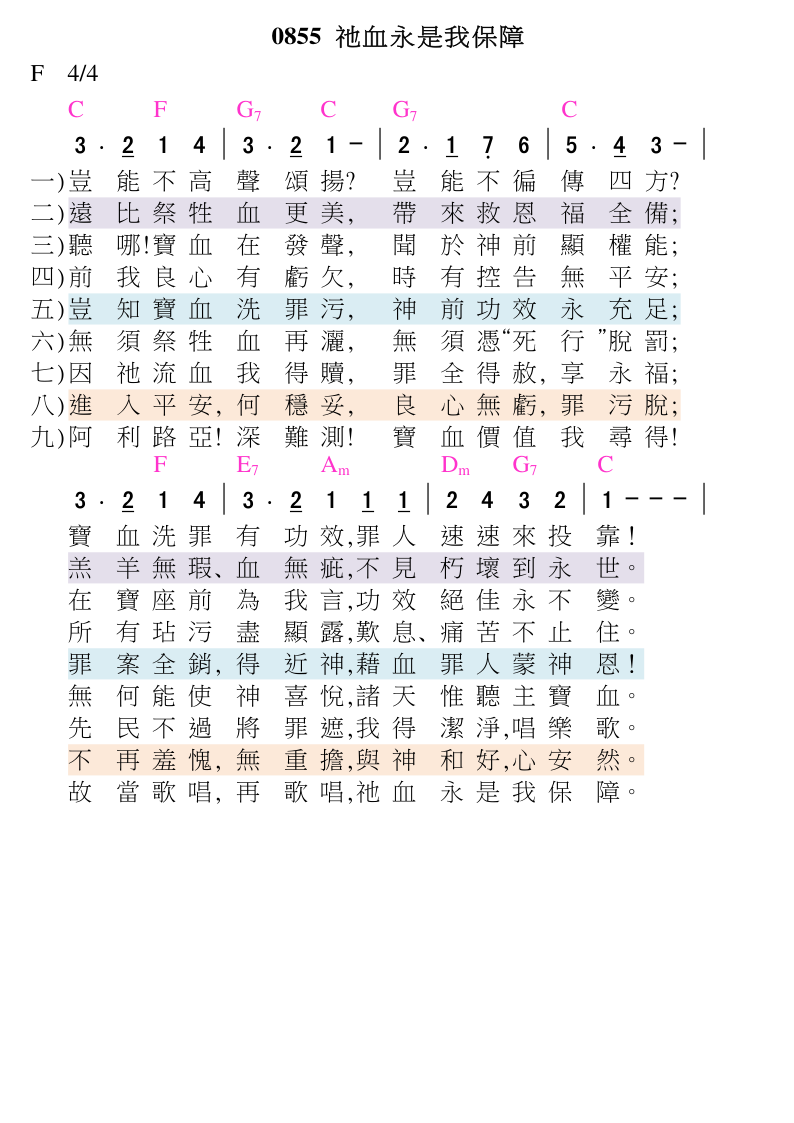 0855 祂血永是我保障
F 4/4
C F G7 C G7 C
3 · 2 1 4 | 3 · 2 1 － | 2 · 1 7 6 | 5 · 4 3 － |
一)豈能不高聲頌揚? 豈能不徧傳四方?
二)遠比祭牲血更美, 帶來救恩福全備;
三)聽哪!寶血在發聲, 聞於神前顯權能;
四)前我良心有虧欠, 時有控告無平安;
五)豈知寶血洗罪污, 神前功效永充足;
六)無須祭牲血再灑, 無須憑“死行”脫罰;
七)因祂流血我得贖, 罪全得赦,享永福;
八)進入平安,何穩妥, 良心無虧,罪污脫;
九)阿利路亞!深難測! 寶血價值我尋得!
F E7 Am Dm G7 C
3 · 2 1 4 | 3 · 2 1 1 1 | 2 4 3 2 | 1 － － － |
寶血洗罪有功效,罪人速速來投靠!
羔羊無瑕、血無疵,不見朽壞到永世。
在寶座前為我言,功效絕佳永不變。
所有玷污盡顯露,歎息、痛苦不止住。
罪案全銷,得近神,藉血罪人蒙神恩!
無何能使神喜悅,諸天惟聽主寶血。
先民不過將罪遮,我得潔淨,唱樂歌。
不再羞愧,無重擔,與神和好,心安然。
故當歌唱,再歌唱,祂血永是我保障。